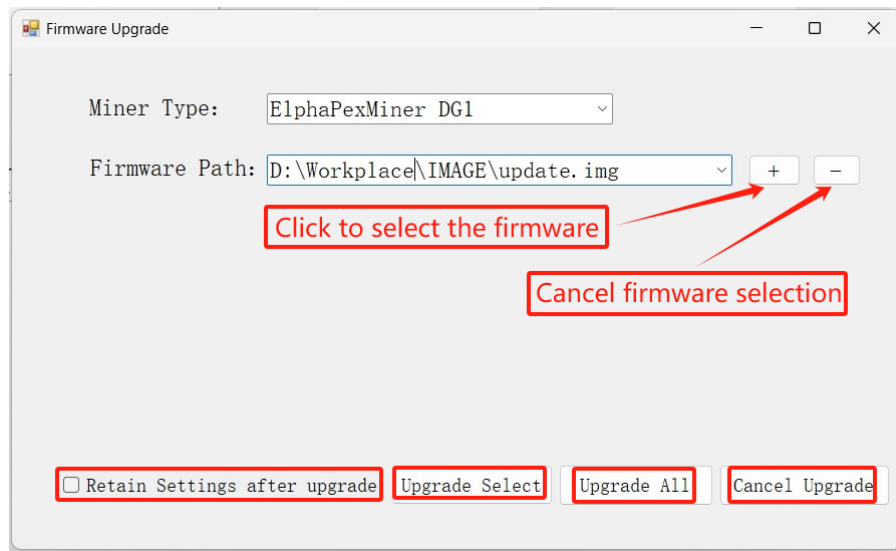 Firmware Upgrade
Miner Type: ElphaPexMiner DG1
Firmware Path: D:\Workplace\IMAGE\update.img + −
Click to select the firmware
Cancel firmware selection
Retain Settings after upgrade Upgrade Select Upgrade All Cancel Upgrade